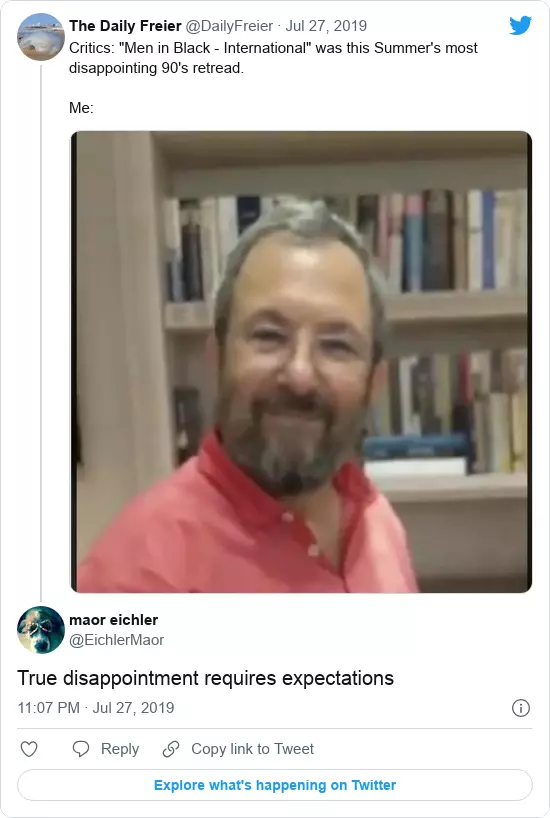 The Daily Freier @DailyFreier · Jul 27, 2019
Critics: "Men in Black - International" was this Summer's most
disappointing 90's retread.
Me:
maor eichler
@EichlerMaor
True disappointment requires expectations
11:07 PM · Jul 27, 2019
Reply
Copy link to Tweet
Explore what's happening on Twitter